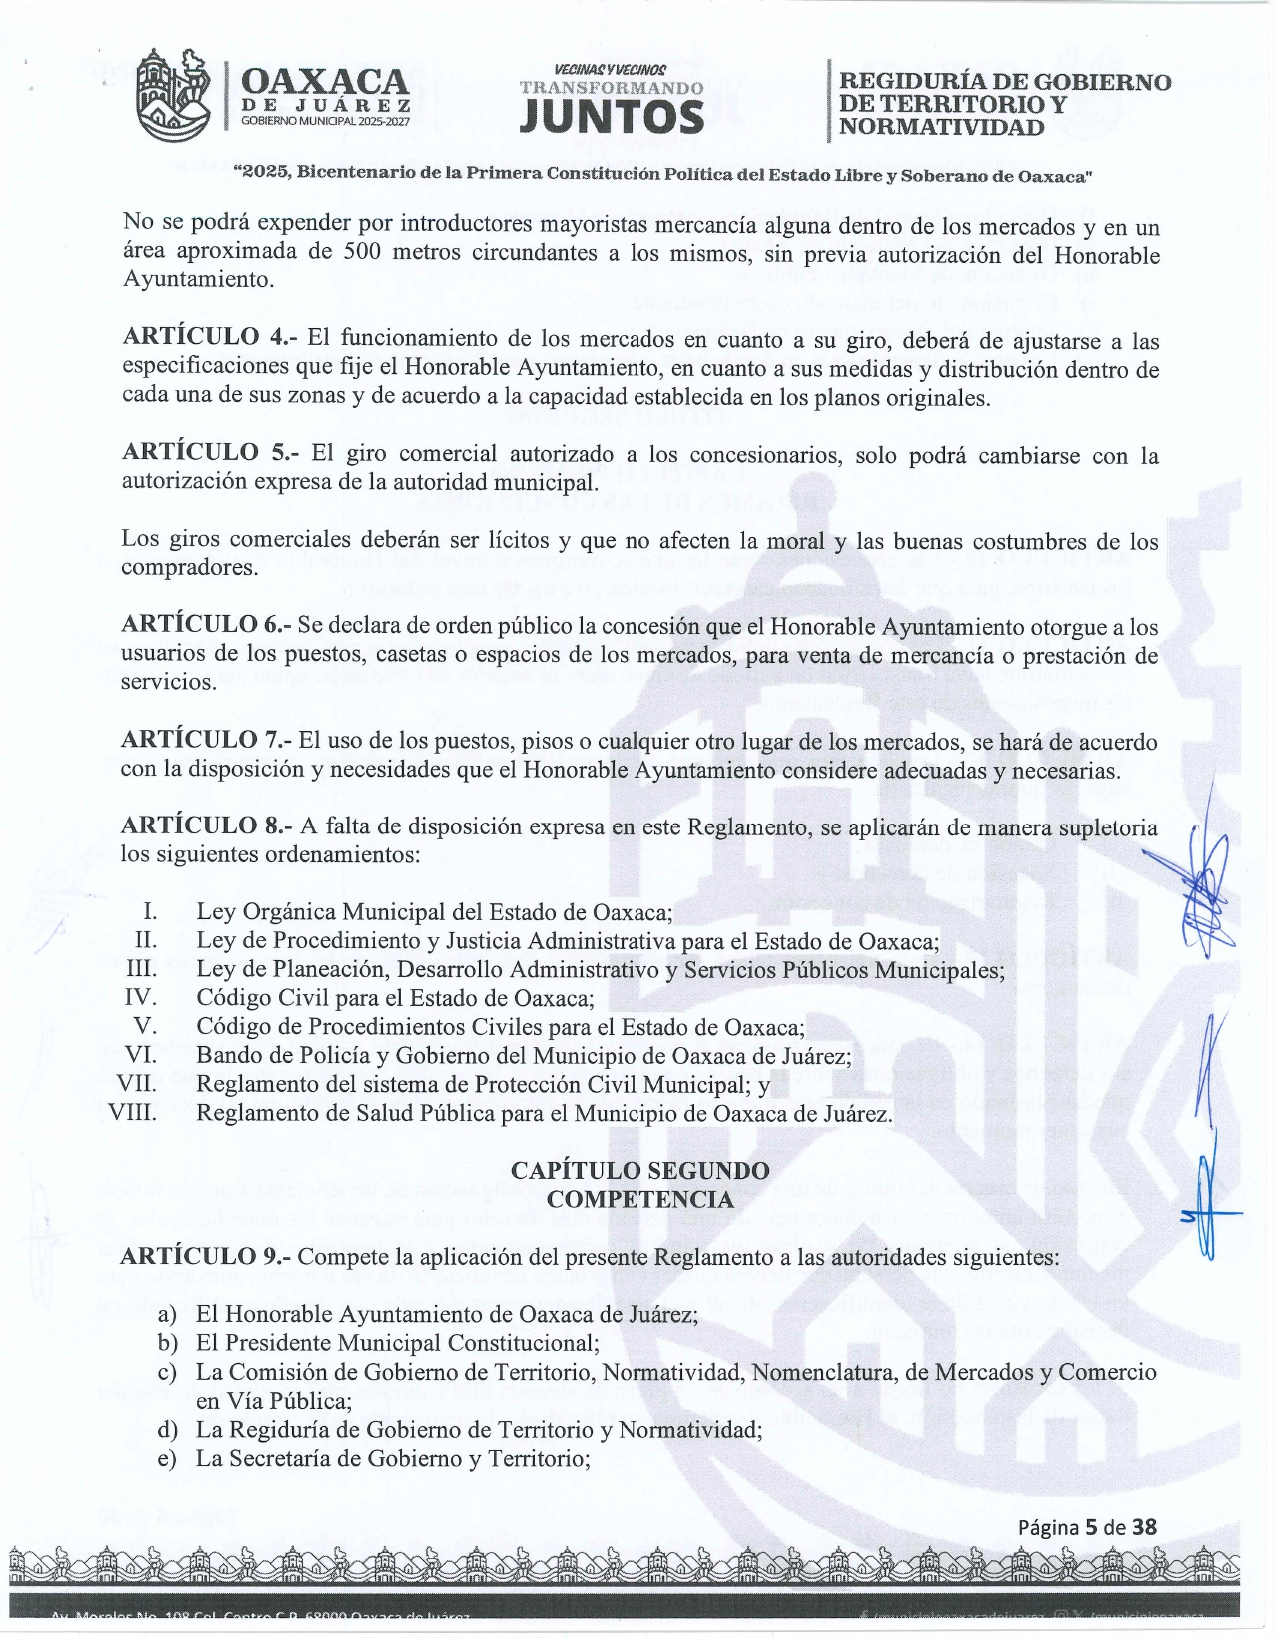 OAXACA
DE JUÁREZ
GOBIERNO MUNICIPAL 2025-2027
VECINAS Y VECINOS
TRANSFORMANDO
JUNTOS
REGIDURÍA DE GOBIERNO
DE TERRITORIO Y
NORMATIVIDAD
"2025, Bicentenario de la Primera Constitución Política del Estado Libre y Soberano de Oaxaca"
No se podrá expender por introductores mayoristas mercancía alguna dentro de los mercados y en un
área aproximada de 500 metros circundantes a los mismos, sin previa autorización del Honorable
Ayuntamiento.
ARTÍCULO 4.- El funcionamiento de los mercados en cuanto a su giro, deberá de ajustarse a las
especificaciones que fije el Honorable Ayuntamiento, en cuanto a sus medidas y distribución dentro de
cada una de sus zonas y de acuerdo a la capacidad establecida en los planos originales.
ARTÍCULO 5.- El giro comercial autorizado a los concesionarios, solo podrá cambiarse con la
autorización expresa de la autoridad municipal.
Los giros comerciales deberán ser lícitos y que no afecten la moral y las buenas costumbres de los
compradores.
ARTÍCULO 6.- Se declara de orden público la concesión que el Honorable Ayuntamiento otorgue a los
usuarios de los puestos, casetas o espacios de los mercados, para venta de mercancía o prestación de
servicios.
ARTÍCULO 7.- El uso de los puestos, pisos o cualquier otro lugar de los mercados, se hará de acuerdo
con la disposición y necesidades que el Honorable Ayuntamiento considere adecuadas y necesarias.
ARTÍCULO 8.- A falta de disposición expresa en este Reglamento, se aplicarán de manera supletoria
los siguientes ordenamientos:
I. Ley Orgánica Municipal del Estado de Oaxaca;
II. Ley de Procedimiento y Justicia Administrativa para el Estado de Oaxaca;
III. Ley de Planeación, Desarrollo Administrativo y Servicios Públicos Municipales;
IV. Código Civil para el Estado de Oaxaca;
V. Código de Procedimientos Civiles para el Estado de Oaxaca;
VI. Bando de Policía y Gobierno del Municipio de Oaxaca de Juárez;
VII. Reglamento del sistema de Protección Civil Municipal; y
VIII. Reglamento de Salud Pública para el Municipio de Oaxaca de Juárez.
CAPÍTULO SEGUNDO
COMPETENCIA
ARTÍCULO 9.- Compete la aplicación del presente Reglamento a las autoridades siguientes:
a) El Honorable Ayuntamiento de Oaxaca de Juárez;
b) El Presidente Municipal Constitucional;
c) La Comisión de Gobierno de Territorio, Normatividad, Nomenclatura, de Mercados y Comercio
en Vía Pública;
d) La Regiduría de Gobierno de Territorio y Normatividad;
e) La Secretaría de Gobierno y Territorio;
Página 5 de 38
Av. Morelos No. 108 Col. Centro C.P. 68000 Oaxaca de Juárez